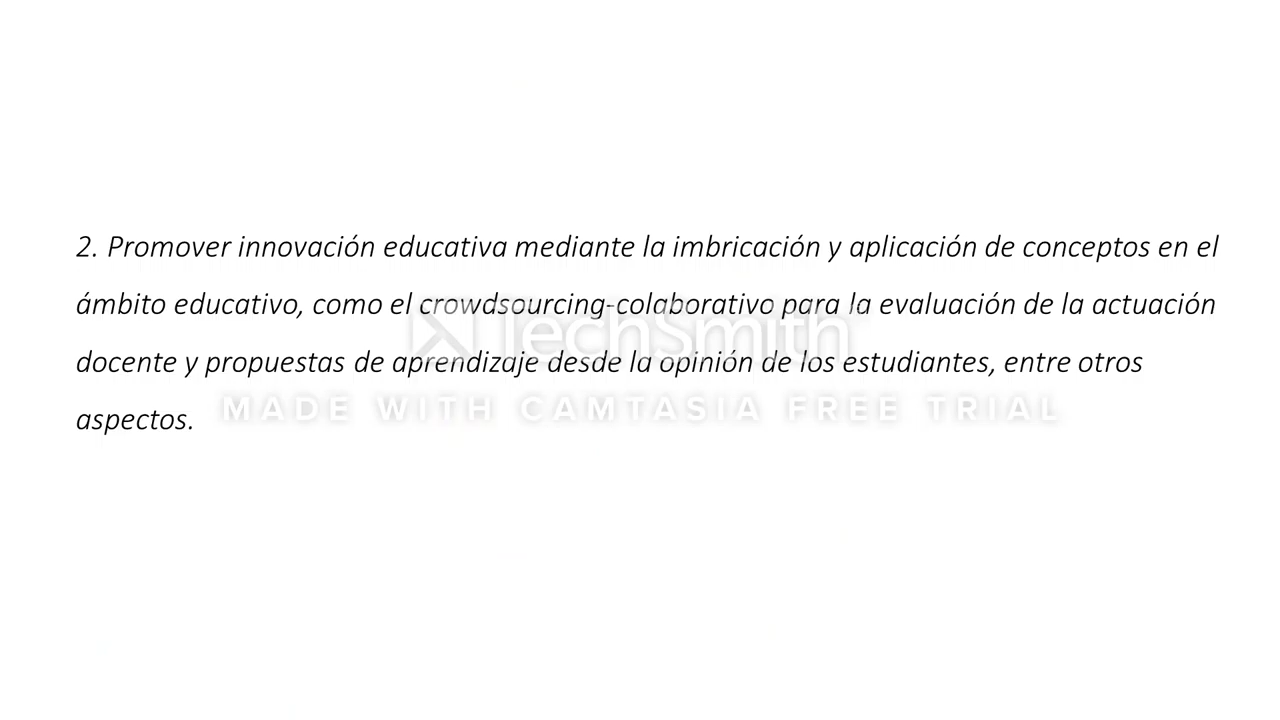 2. Promover innovación educativa mediante la imbricación y aplicación de conceptos en el
ámbito educativo, como el crowdsourcing-colaborativo para la evaluación de la actuación
TechSmith
docente y propuestas de aprendizaje desde la opinión de los estudiantes, entre otros
MADE WITH CAMTASIA FREE TRIAL
aspectos.